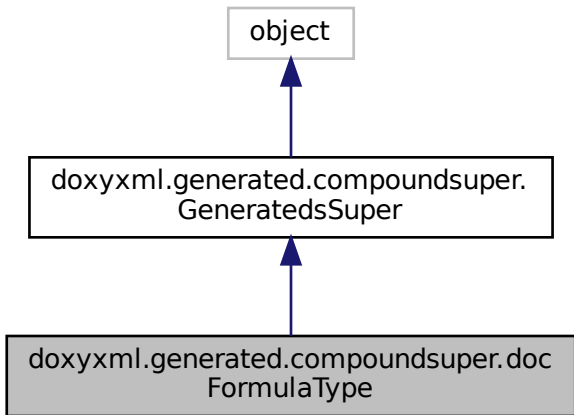 object
doxyxml.generated.compoundsuper.
GeneratedsSuper
doxyxml.generated.compoundsuper.doc
FormulaType